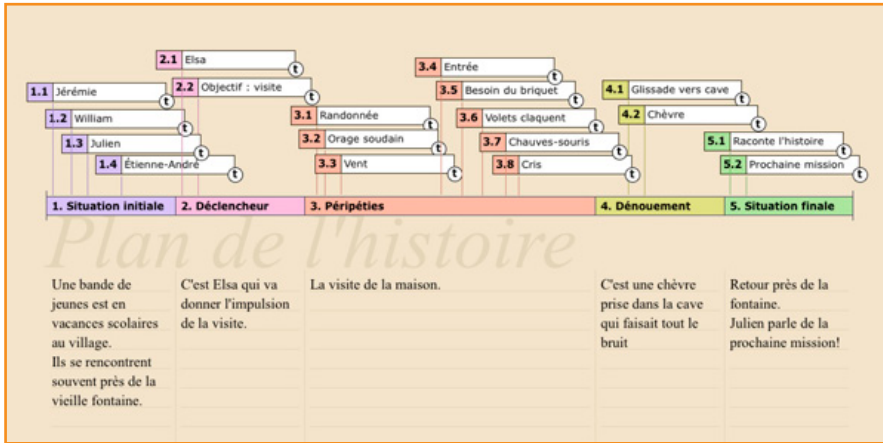 2.1 Elsa t
3.4 Entrée t
1.1 Jérémie t
2.2 Objectif : visite t
3.5 Besoin du briquet t
4.1 Glissade vers cave t
1.2 William t
3.1 Randonnée t
3.6 Volets claquent t
4.2 Chèvre t
1.3 Julien t
3.2 Orage soudain t
3.7 Chauves-souris t
5.1 Raconte l'histoire t
1.4 Étienne-André t
3.3 Vent t
3.8 Cris t
5.2 Prochaine mission t
1. Situation initiale
2. Déclencheur
3. Péripéties
4. Dénouement
5. Situation finale
Plan de l'histoire
Une bande de
jeunes est en
vacances scolaires
au village.
Ils se rencontrent
souvent près de la
vieille fontaine.
C'est Elsa qui va
donner l'impulsion
de la visite.
La visite de la maison.
C'est une chèvre
prise dans la cave
qui faisait tout le
bruit
Retour près de la
fontaine.
Julien parle de la
prochaine mission!